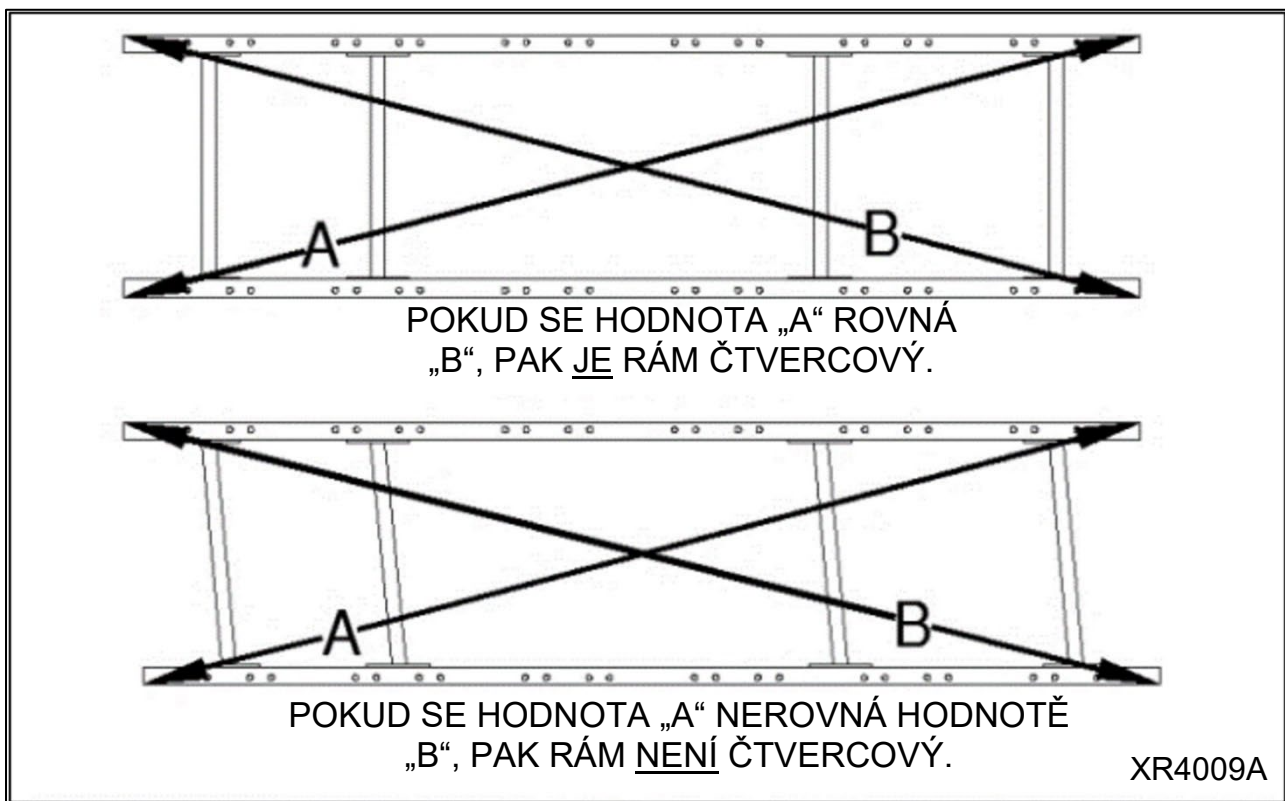 A
B
POKUD SE HODNOTA „A“ ROVNÁ
„B“, PAK JE RÁM ČTVERCOVÝ.
A
B
POKUD SE HODNOTA „A“ NEROVNÁ HODNOTĚ
„B“, PAK RÁM NENÍ ČTVERCOVÝ.
XR4009A